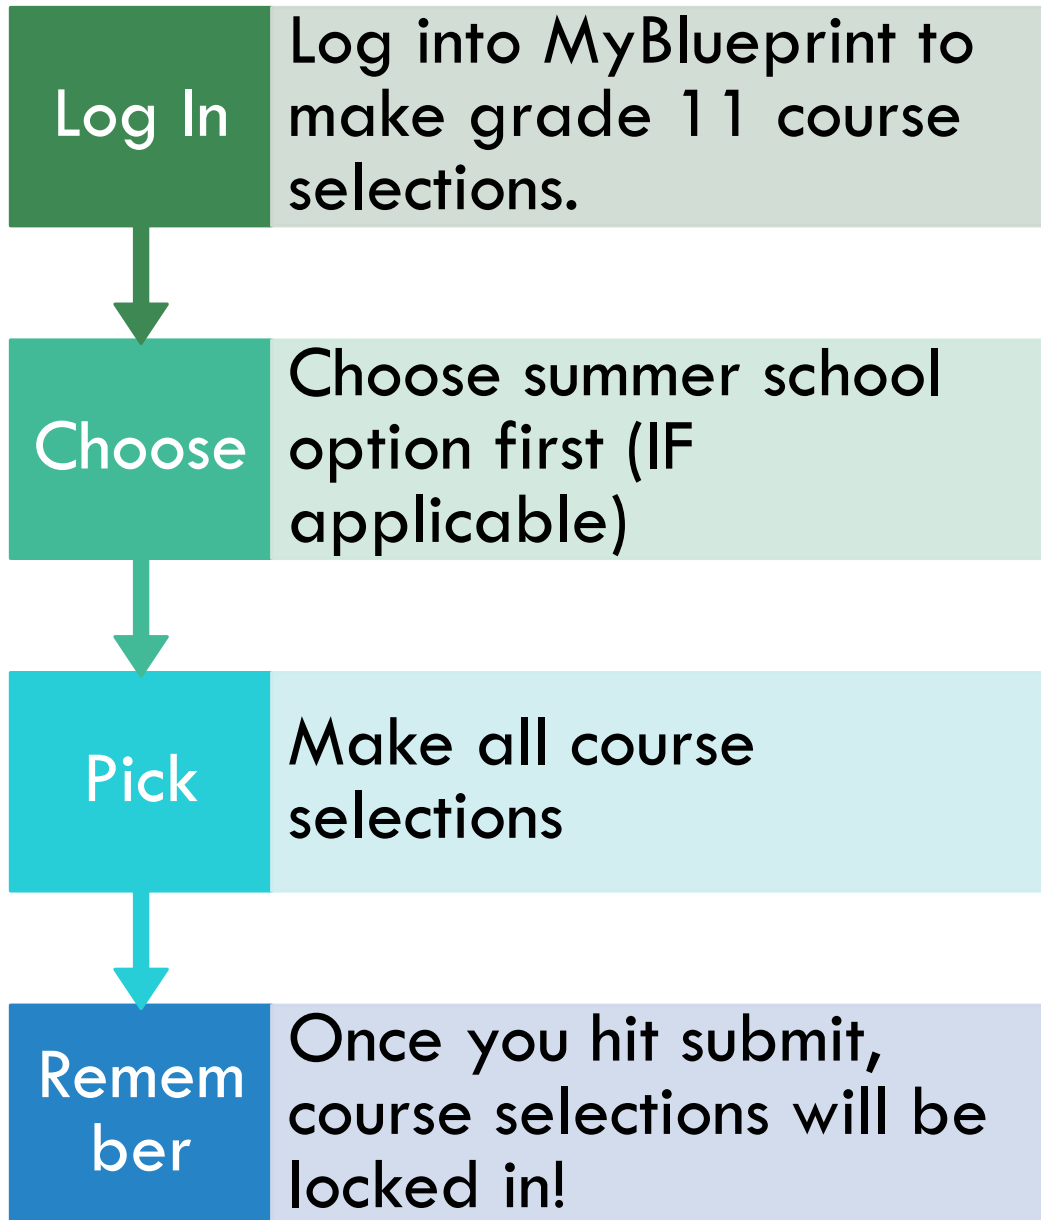 Log In
Log into MyBlueprint to
make grade 11 course
selections.
Choose
Choose summer school
option first (IF
applicable)
Pick
Make all course
selections
Remem
ber
Once you hit submit,
course selections will be
locked in!